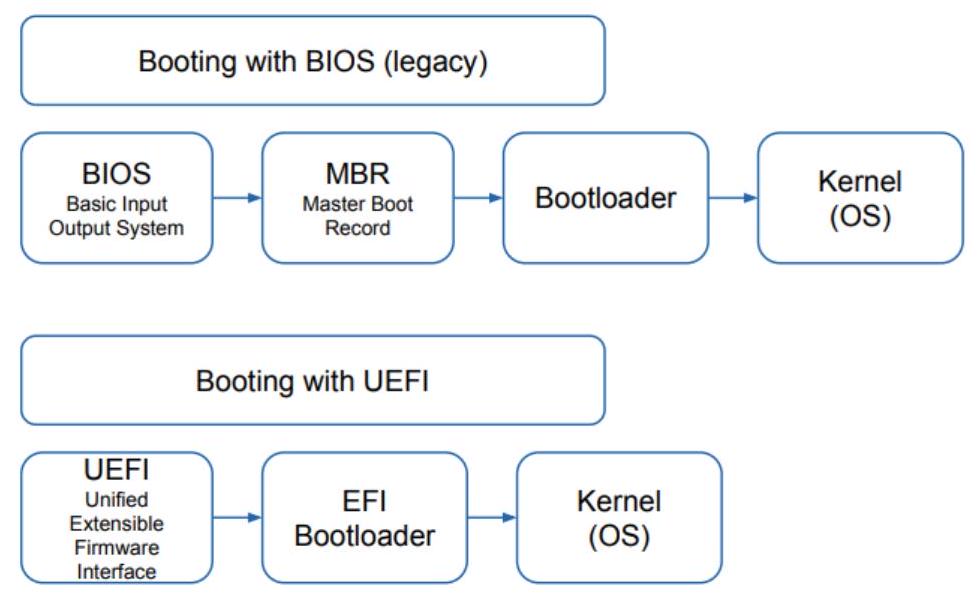 Booting with BIOS (legacy)
BIOS
Basic Input
Output System
MBR
Master Boot
Record
Bootloader
Kernel
(OS)
Booting with UEFI
UEFI
Unified
Extensible
Firmware
Interface
EFI
Bootloader
Kernel
(OS)